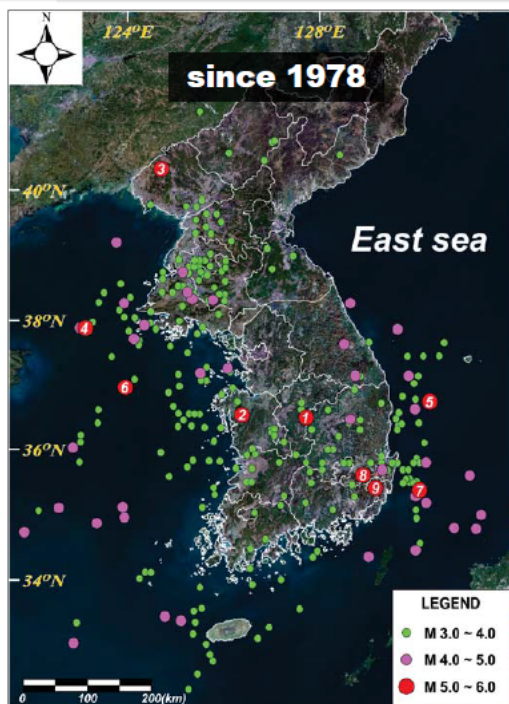 N
124°E 128°E
since 1978
3
40°N
East sea
38°N
4
6
5
2
1
36°N
8
9
7
34°N
LEGEND
M 3.0 ~ 4.0
M 4.0 ~ 5.0
M 5.0 ~ 6.0
0 100 200(km)